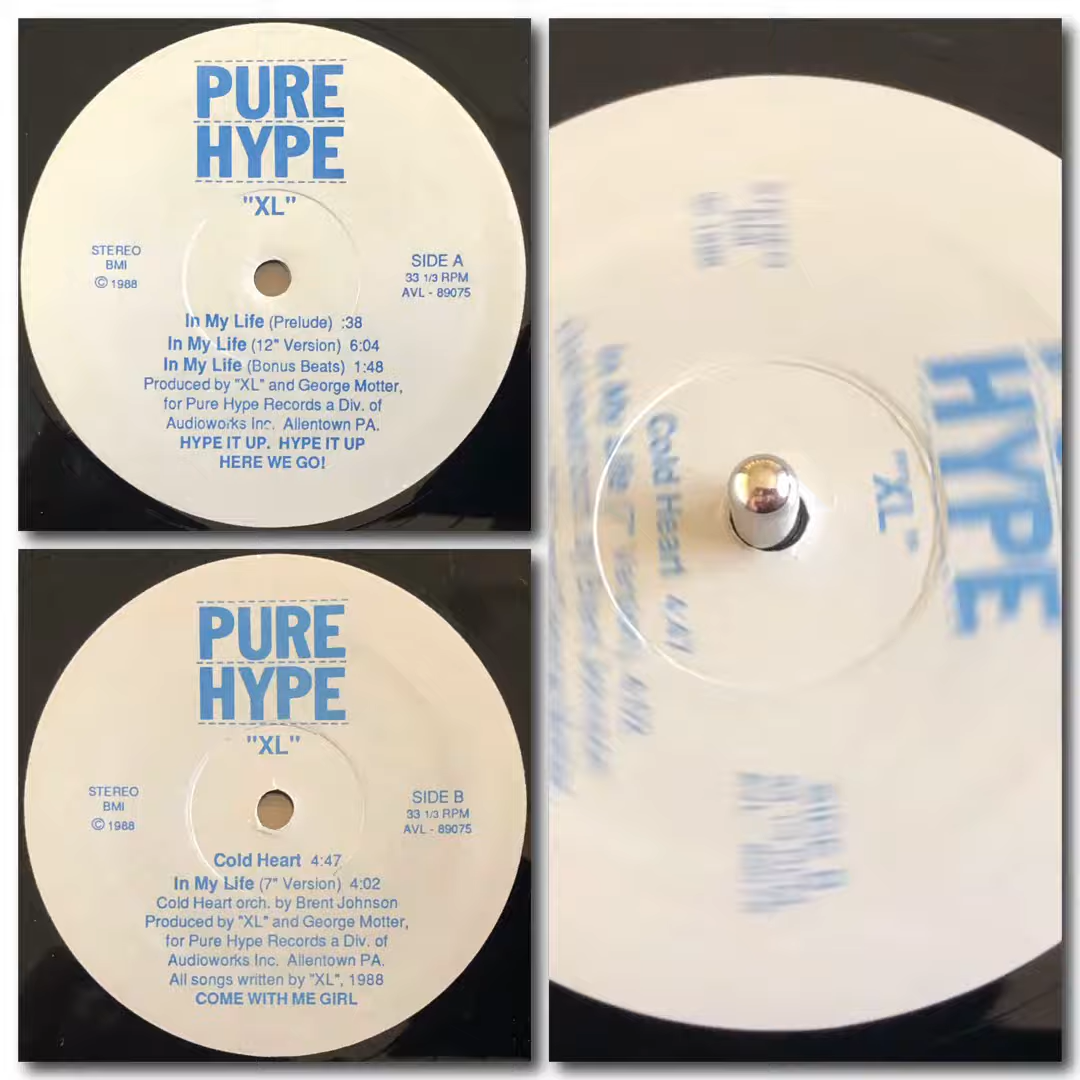 PURE
HYPE
"XL"
STEREO
BMI
© 1988
SIDE A
33 1/3 RPM
AVL - 89075
In My Life (Prelude) :38
In My Life (12" Version) 6:04
In My Life (Bonus Beats) 1:48
Produced by "XL" and George Motter,
for Pure Hype Records a Div. of
Audioworks Inc. Allentown PA.
HYPE IT UP. HYPE IT UP
HERE WE GO!
PURE
HYPE
"XL"
STEREO
BMI
© 1988
SIDE B
33 1/3 RPM
AVL - 89075
Cold Heart 4:47
In My Life (7" Version) 4:02
Cold Heart orch. by Brent Johnson
Produced by "XL" and George Motter,
for Pure Hype Records a Div. of
Audioworks Inc. Allentown PA.
All songs written by "XL", 1988
COME WITH ME GIRL
HYPE
"XL"
Cold Heart